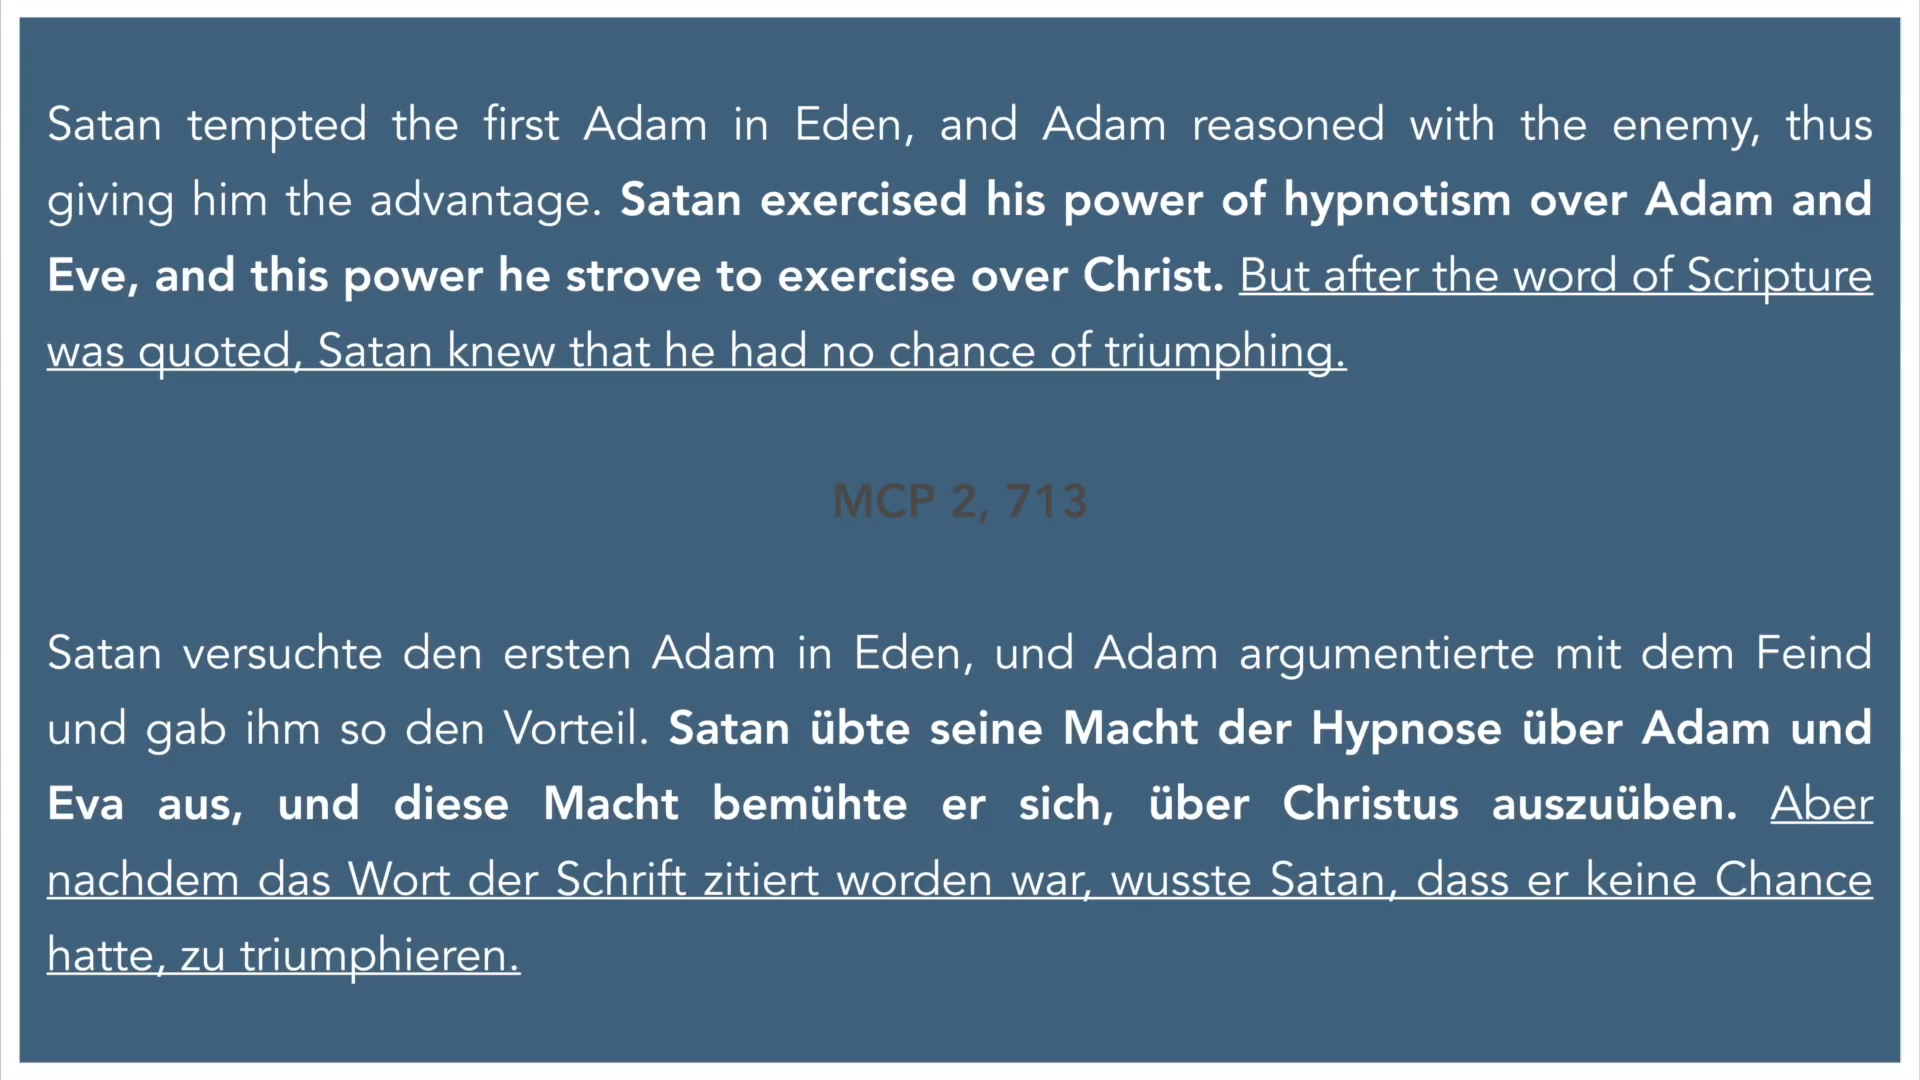 Satan tempted the first Adam in Eden, and Adam reasoned with the enemy, thus
giving him the advantage. Satan exercised his power of hypnotism over Adam and
Eve, and this power he strove to exercise over Christ. But after the word of Scripture
was quoted, Satan knew that he had no chance of triumphing.
MCP 2, 713
Satan versuchte den ersten Adam in Eden, und Adam argumentierte mit dem Feind
und gab ihm so den Vorteil. Satan übte seine Macht der Hypnose über Adam und
Eva aus, und diese Macht bemühte er sich, über Christus auszuüben. Aber
nachdem das Wort der Schrift zitiert worden war, wusste Satan, dass er keine Chance
hatte, zu triumphieren.